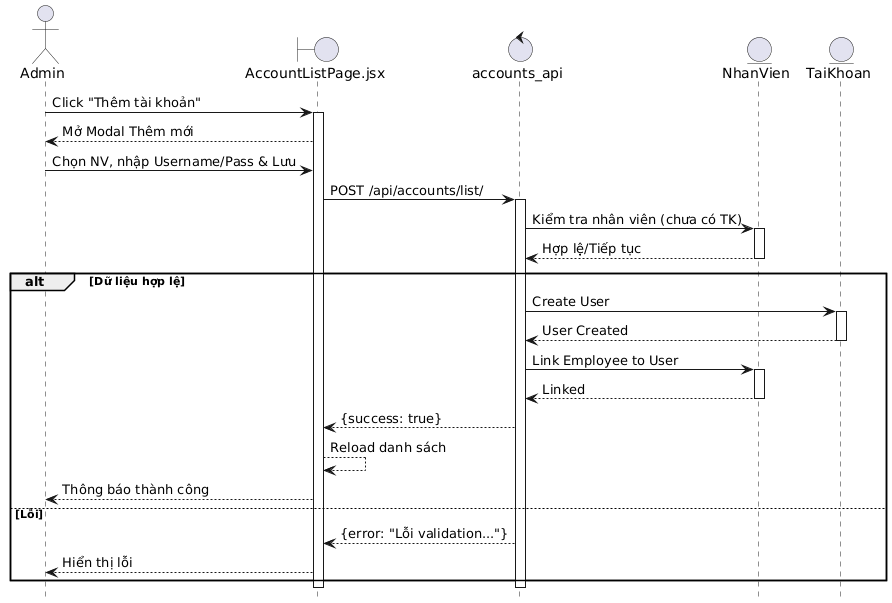 Admin
AccountListPage.jsx
accounts_api
NhanVien
TaiKhoan
Click "Thêm tài khoản"
Mở Modal Thêm mới
Chọn NV, nhập Username/Pass & Lưu
POST /api/accounts/list/
Kiểm tra nhân viên (chưa có TK)
Hợp lệ/Tiếp tục
alt
[Dữ liệu hợp lệ]
Create User
User Created
Link Employee to User
Linked
{success: true}
Reload danh sách
Thông báo thành công
[Lỗi]
{error: "Lỗi validation..."}
Hiển thị lỗi